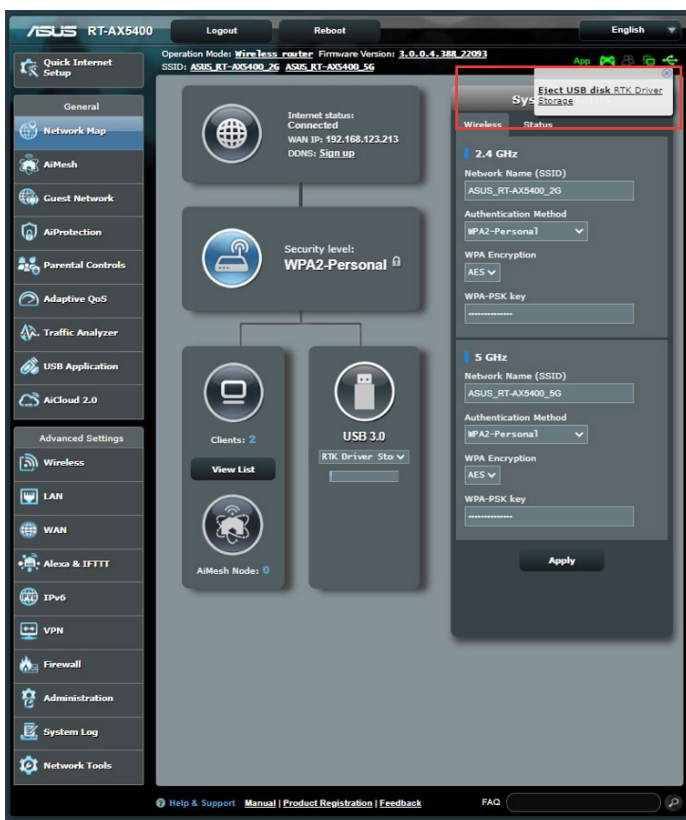 ASUS RT-AX5400
Logout
Reboot
English
Quick Internet
Setup
Operation Mode: Wireless router Firmware Version: 3.0.0.4.388_22093
SSID: ASUS_RT-AX5400_2G ASUS_RT-AX5400_5G
App
Eject USB disk RTK Driver
Storage
General
Network Map
AiMesh
Guest Network
AiProtection
Parental Controls
Adaptive QoS
Traffic Analyzer
USB Application
AiCloud 2.0
Advanced Settings
Wireless
LAN
WAN
Alexa & IFTTT
IPv6
VPN
Firewall
Administration
System Log
Network Tools
Internet status:
Connected
WAN IP: 192.168.123.213
DDNS: Sign up
Security level:
WPA2-Personal
Clients: 2
View List
AiMesh Node: 0
USB 3.0
RTK Driver Sto
Wireless
Status
2.4 GHz
Network Name (SSID)
ASUS_RT-AX5400_2G
Authentication Method
WPA2-Personal
WPA Encryption
AES
WPA-PSK key
--------------
5 GHz
Network Name (SSID)
ASUS_RT-AX5400_5G
Authentication Method
WPA2-Personal
WPA Encryption
AES
WPA-PSK key
--------------
Apply
Help & Support Manual | Product Registration | Feedback
FAQ